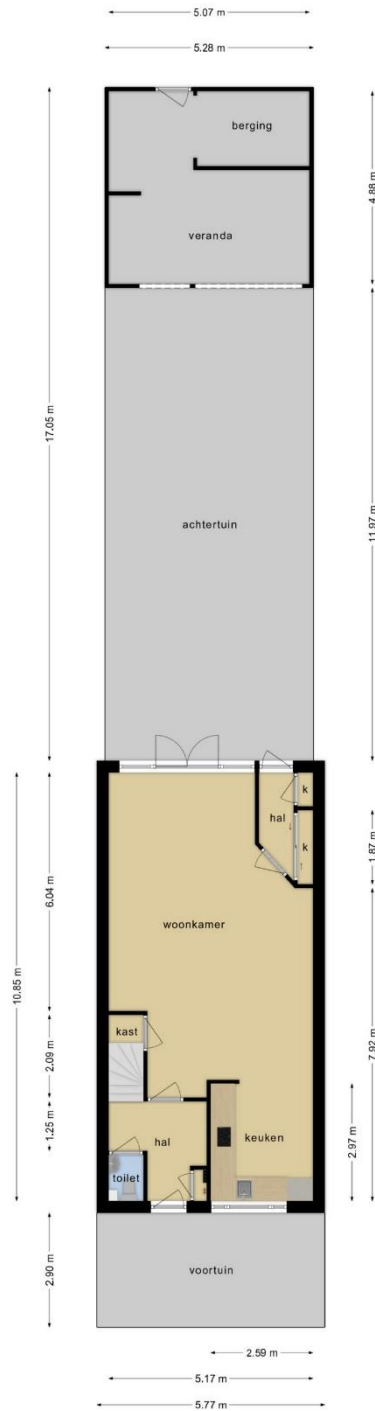 5.07 m
5.28 m
berging
4.88 m
veranda
17.05 m
achtertuin
11.97 m
k
hal
1.87 m
k
6.04 m
woonkamer
10.85 m
7.92 m
kast
2.09 m
1.25 m
hal
keuken
2.97 m
toilet
2.90 m
voortuin
2.59 m
5.17 m
5.77 m